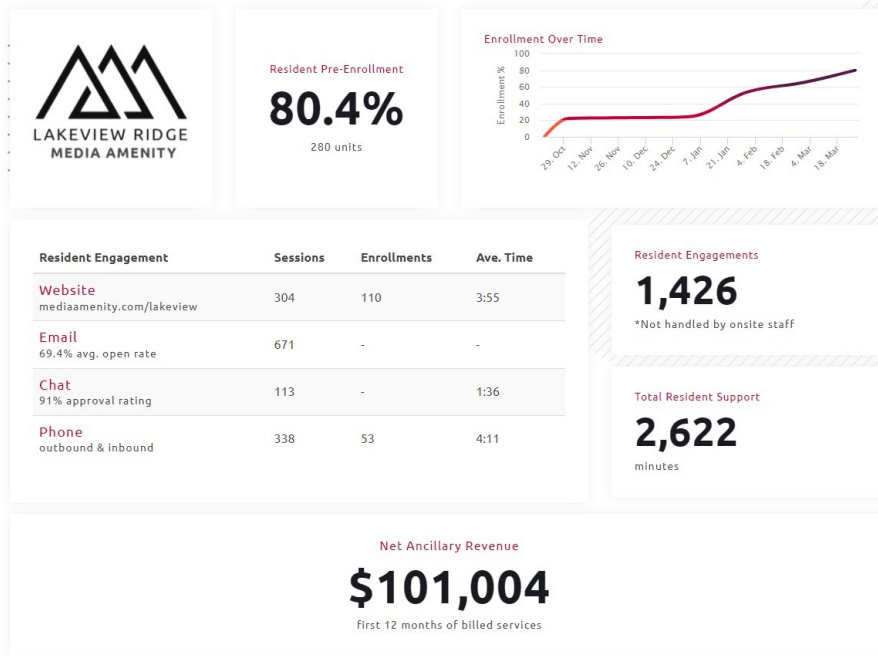 LAKEVIEW RIDGE
MEDIA AMENITY
Resident Pre-Enrollment
80.4%
280 units
Enrollment Over Time
Enrollment %
100
80
60
40
20
0
29. Oct
12. Nov
26. Nov
10. Dec
24. Dec
7. Jan
21. Jan
4. Feb
18. Feb
4. Mar
18. Mar
Resident Engagement Sessions Enrollments Ave. Time
Website
mediaamenity.com/lakeview
304 110 3:55
Email
69.4% avg. open rate
671 - -
Chat
91% approval rating
113 - 1:36
Phone
outbound & inbound
338 53 4:11
Resident Engagements
1,426
*Not handled by onsite staff
Total Resident Support
2,622
minutes
Net Ancillary Revenue
$101,004
first 12 months of billed services